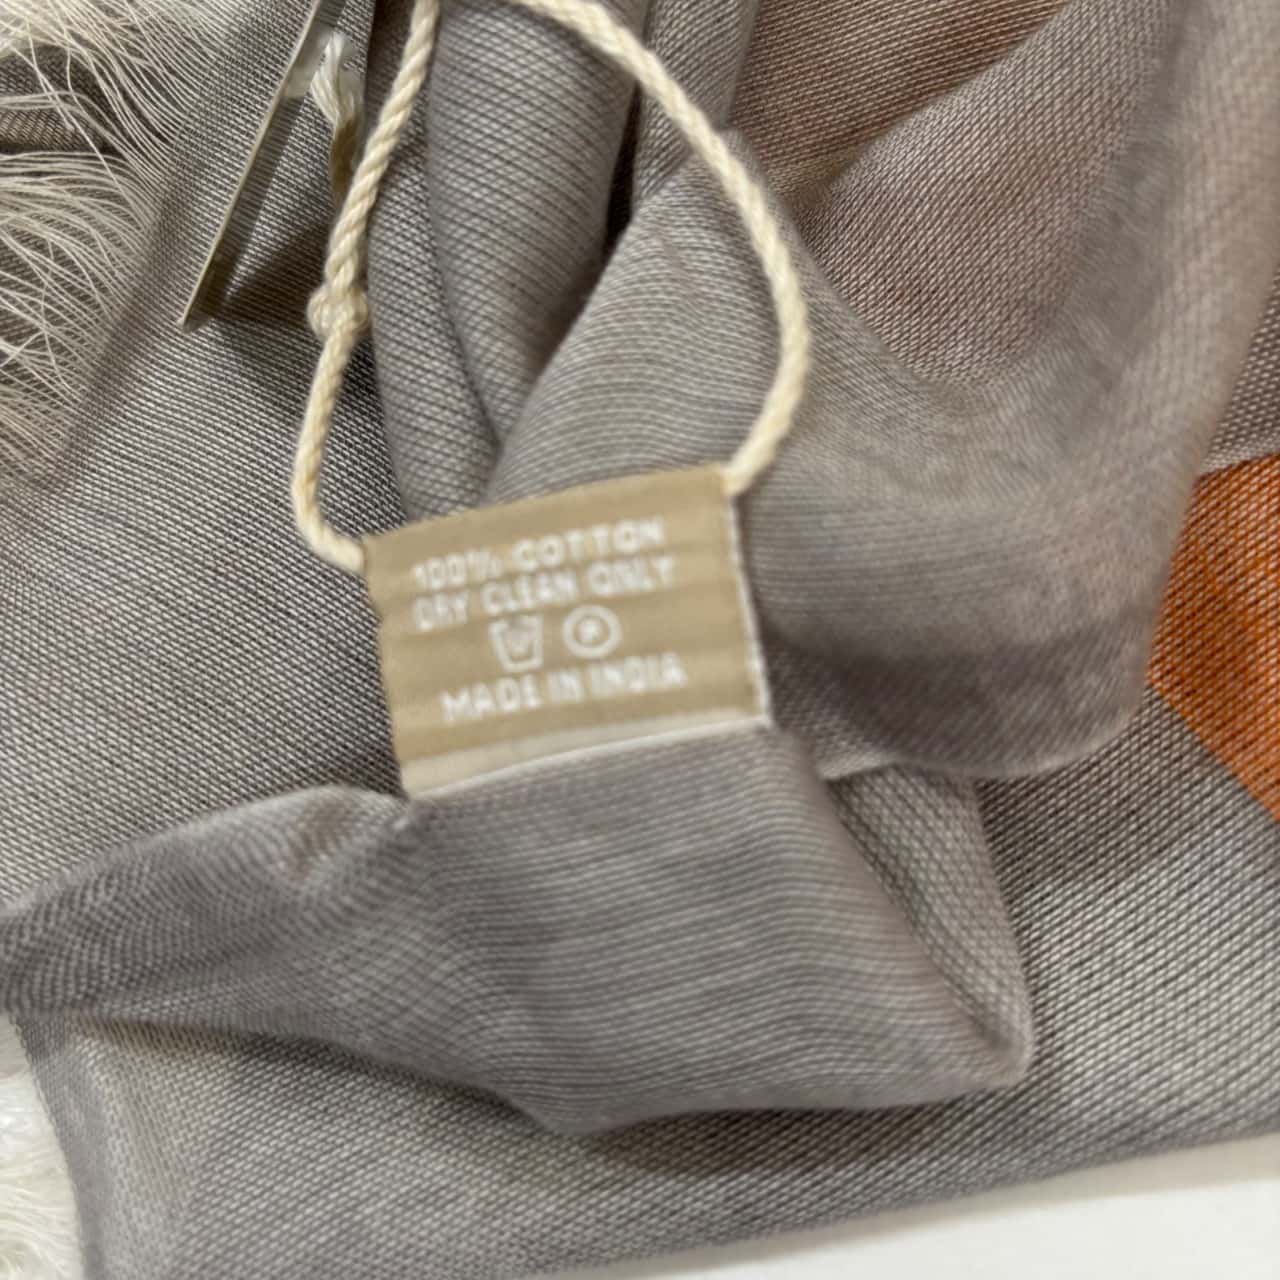 100% COTTON
DRY CLEAN ONLY
P
MADE IN INDIA